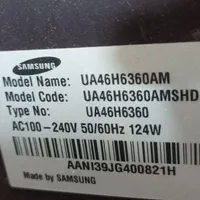 SAMSUNG
Model Name: UA46H6360AM
Model Code: UA46H6360AMSHD
Type No: UA46H6360
AC100-240V 50/60Hz 124W
AANI39JG400821H
Made by SAMSUNG